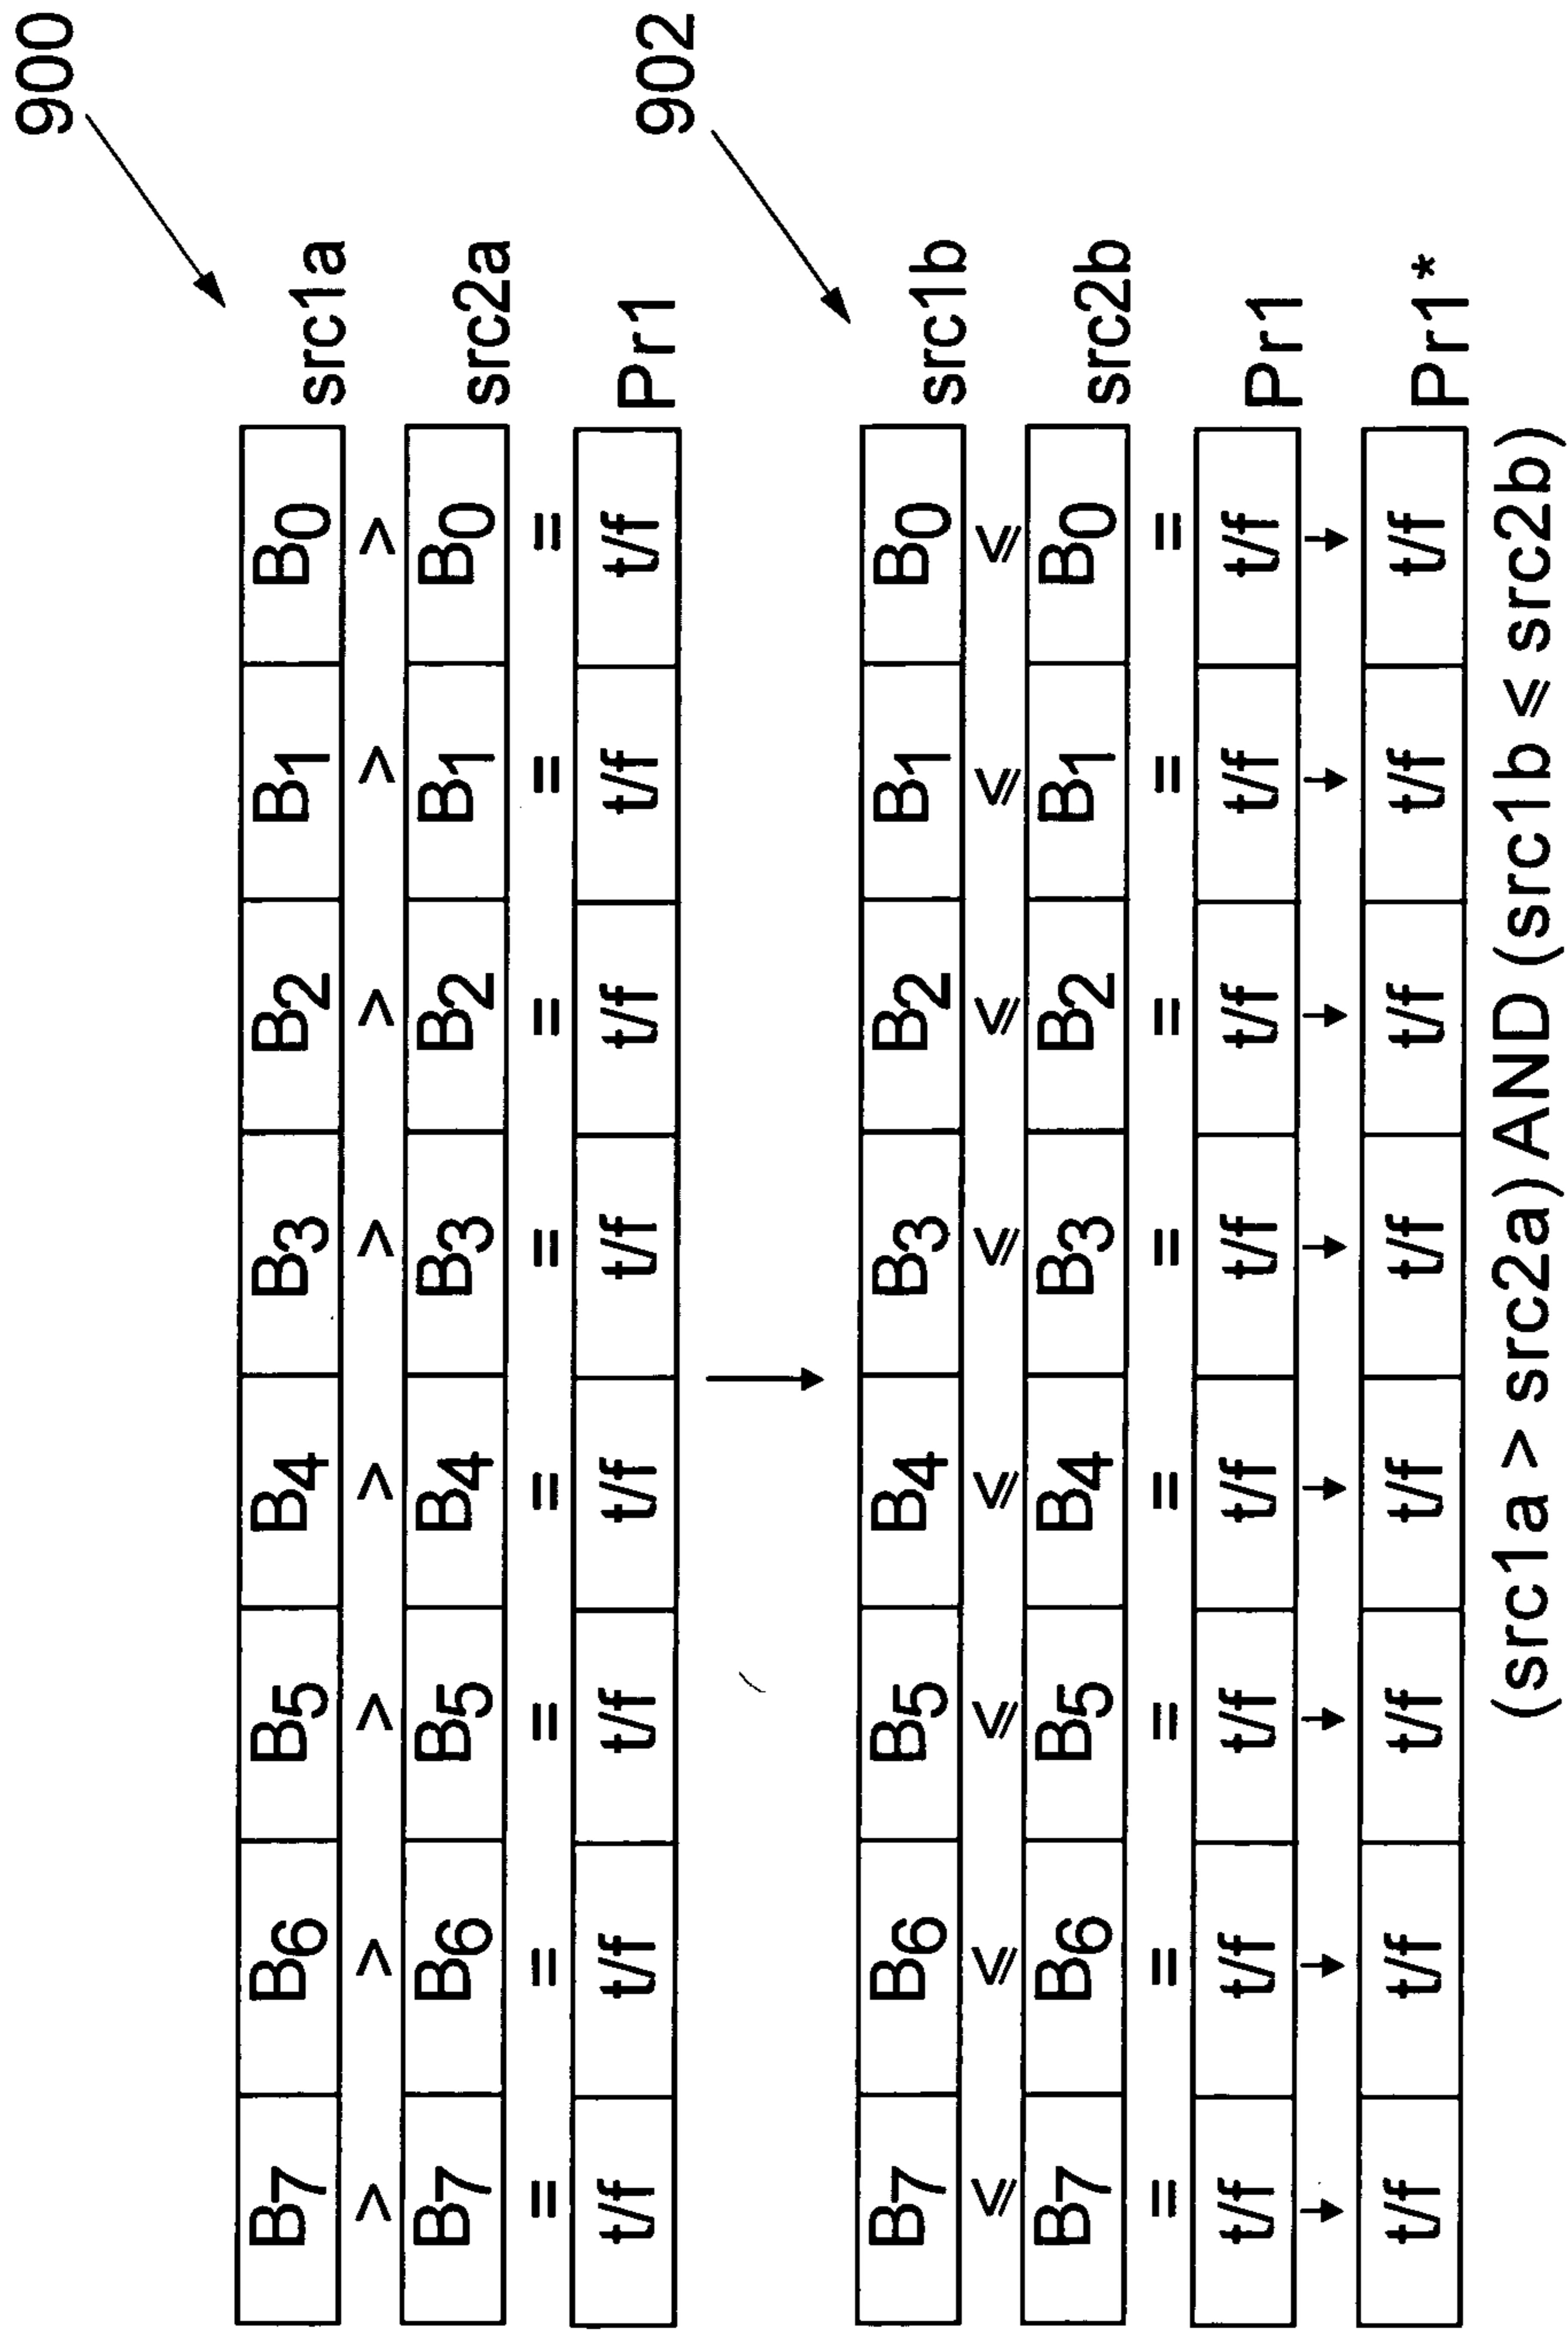 900
B7 B6 B5 B4 B3 B2 B1 B0 src1a
> > > > > > > >
B7 B6 B5 B4 B3 B2 B1 B0 src2a
= = = = = = = =
t/f t/f t/f t/f t/f t/f t/f t/f Pr1
902
B7 B6 B5 B4 B3 B2 B1 B0 src1b
⩽ ⩽ ⩽ ⩽ ⩽ ⩽ ⩽ ⩽
B7 B6 B5 B4 B3 B2 B1 B0 src2b
= = = = = = = =
t/f t/f t/f t/f t/f t/f t/f t/f Pr1
t/f t/f t/f t/f t/f t/f t/f t/f Pr1*
(src1a > src2a) AND (src1b ⩽ src2b)